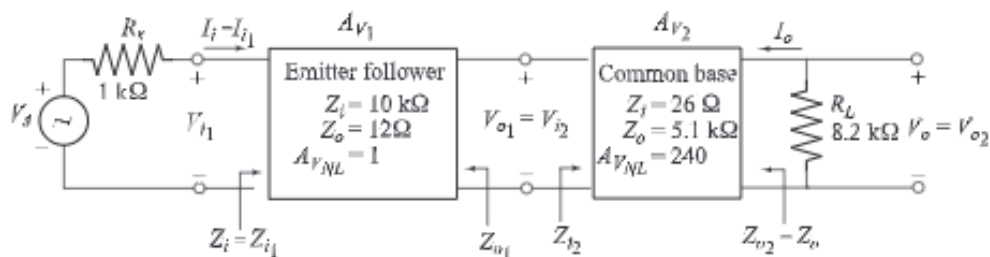 R_s
1 kΩ
V_s
+
−
I_i − I_{i_1}
+
V_{i_1}
−
Z_i = Z_{i_1}
A_{V_1}
Emitter follower
Z_i = 10 kΩ
Z_o = 12Ω
A_{V_{NL}} = 1
+
V_{o_1} = V_{i_2}
−
Z_{o_1}
Z_{i_2}
A_{V_2}
Common base
Z_i = 26 Ω
Z_o = 5.1 kΩ
A_{V_{NL}} = 240
I_o
R_L
8.2 kΩ
+
V_o = V_{o_2}
−
Z_{o_2} − Z_o